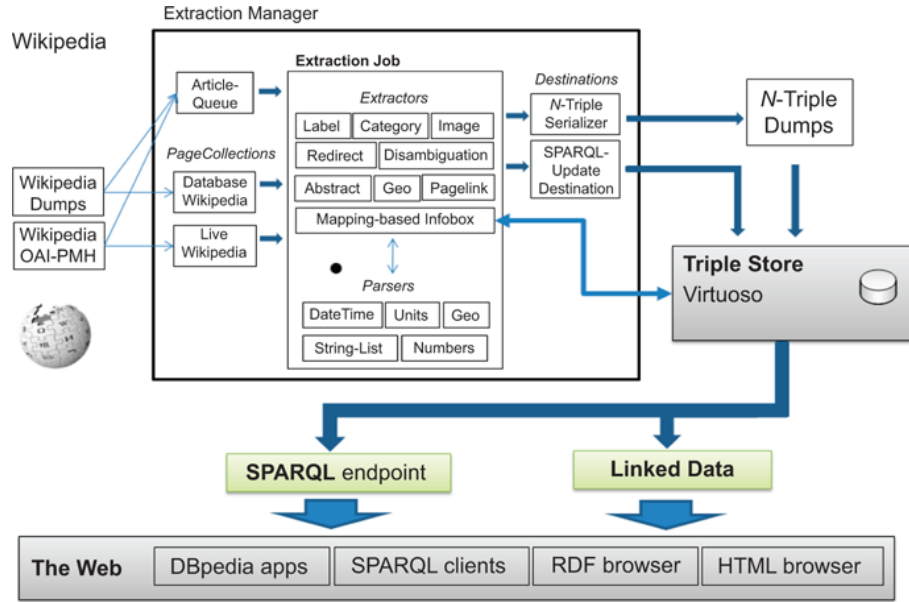 Extraction Manager
Wikipedia
Extraction Job
Destinations
Article-
Queue
Extractors
N-Triple
Serializer
N-Triple
Dumps
Label
Category
Image
PageCollections
Redirect
Disambiguation
SPARQL-
Update
Destination
Wikipedia
Dumps
Database
Wikipedia
Abstract
Geo
Pagelink
Mapping-based Infobox
Wikipedia
OAI-PMH
Live
Wikipedia
Triple Store
Virtuoso
Parsers
DateTime
Units
Geo
String-List
Numbers
SPARQL endpoint
Linked Data
The Web
DBpedia apps
SPARQL clients
RDF browser
HTML browser